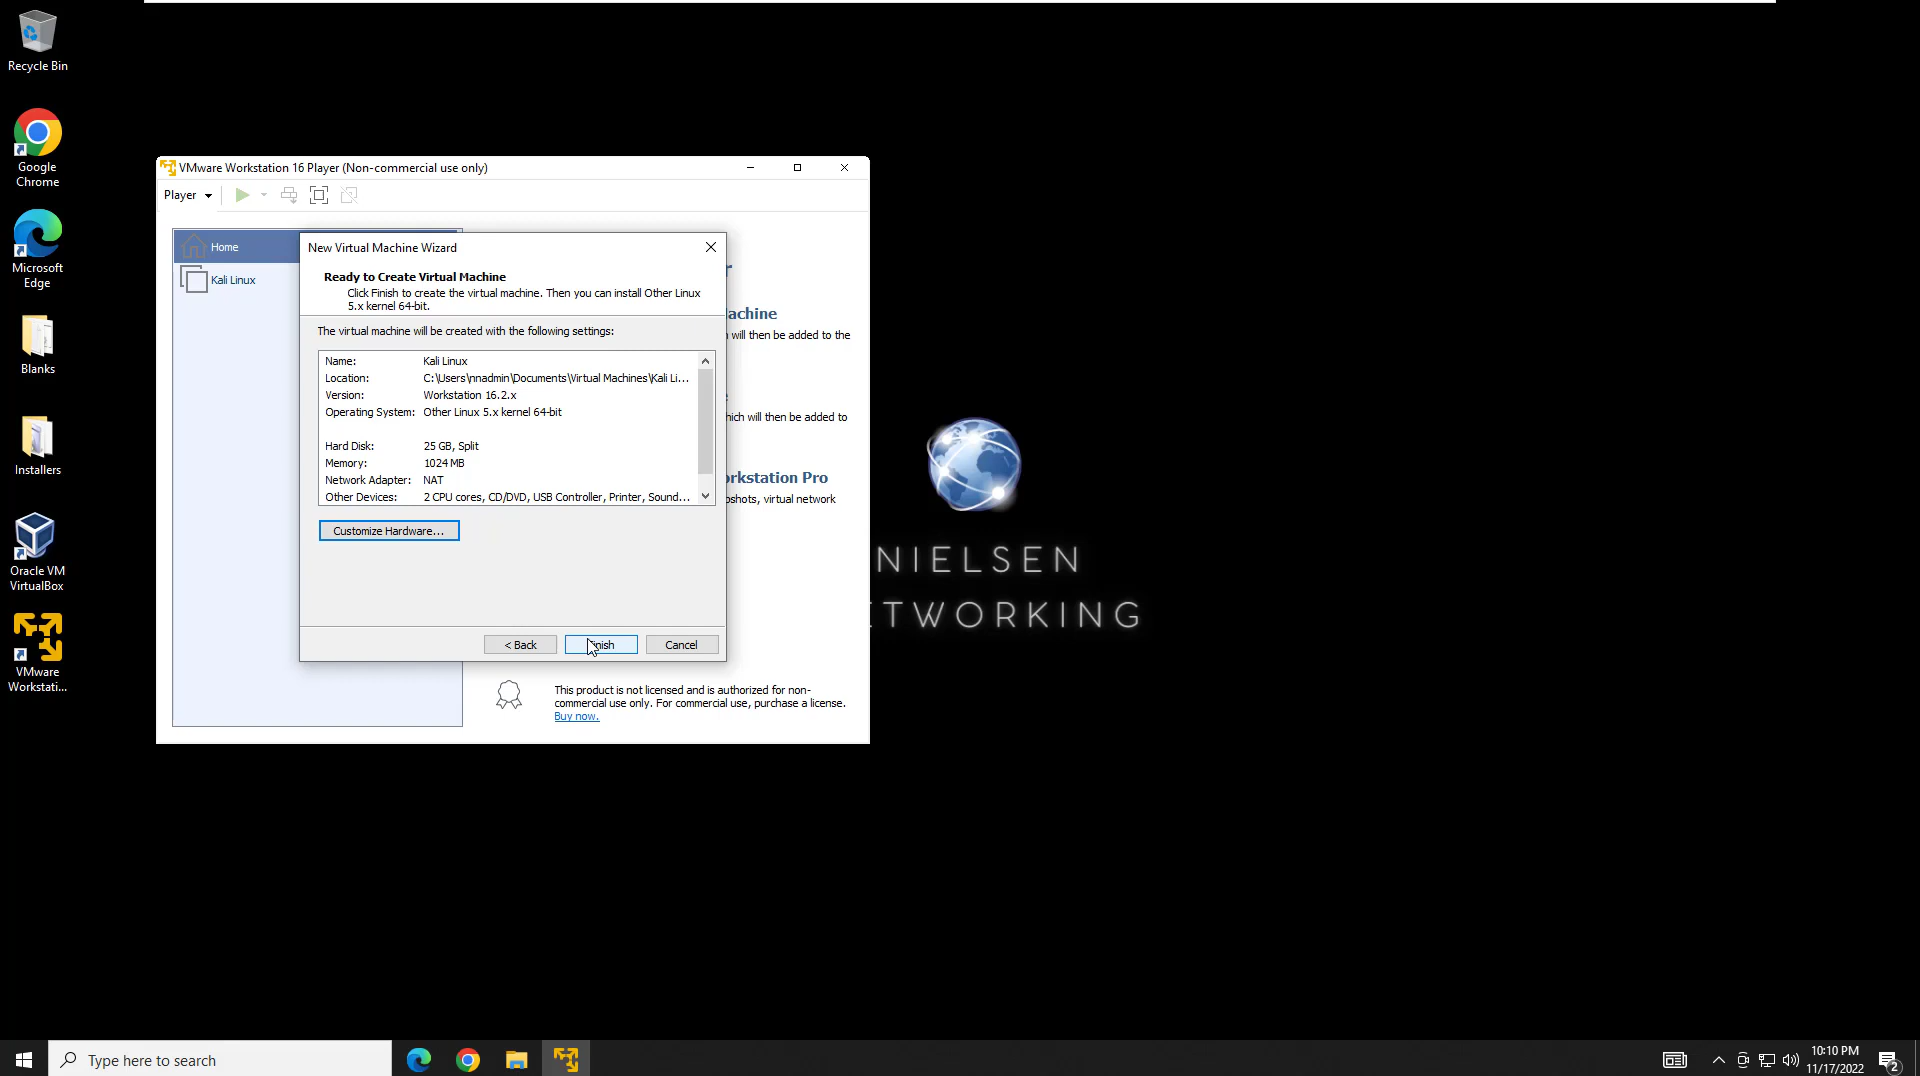 Recycle Bin
Google
Chrome
Microsoft
Edge
Blanks
Installers
Oracle VM
VirtualBox
VMware
Workstati...
VMware Workstation 16 Player (Non-commercial use only)
Player
Home
Kali Linux
New Virtual Machine Wizard
Ready to Create Virtual Machine
Click Finish to create the virtual machine. Then you can install Other Linux
5.x kernel 64-bit.
The virtual machine will be created with the following settings:
Name: Kali Linux
Location: C:\Users\nnadmin\Documents\Virtual Machines\Kali Li...
Version: Workstation 16.2.x
Operating System: Other Linux 5.x kernel 64-bit
Hard Disk: 25 GB, Split
Memory: 1024 MB
Network Adapter: NAT
Other Devices: 2 CPU cores, CD/DVD, USB Controller, Printer, Sound...
Customize Hardware...
< Back
Finish
Cancel
r
achine
will then be added to the
hich will then be added to
rkstation Pro
pshots, virtual network
This product is not licensed and is authorized for non-
commercial use only. For commercial use, purchase a license.
Buy now.
NIELSEN
ETWORKING
Type here to search
10:10 PM
11/17/2022
2